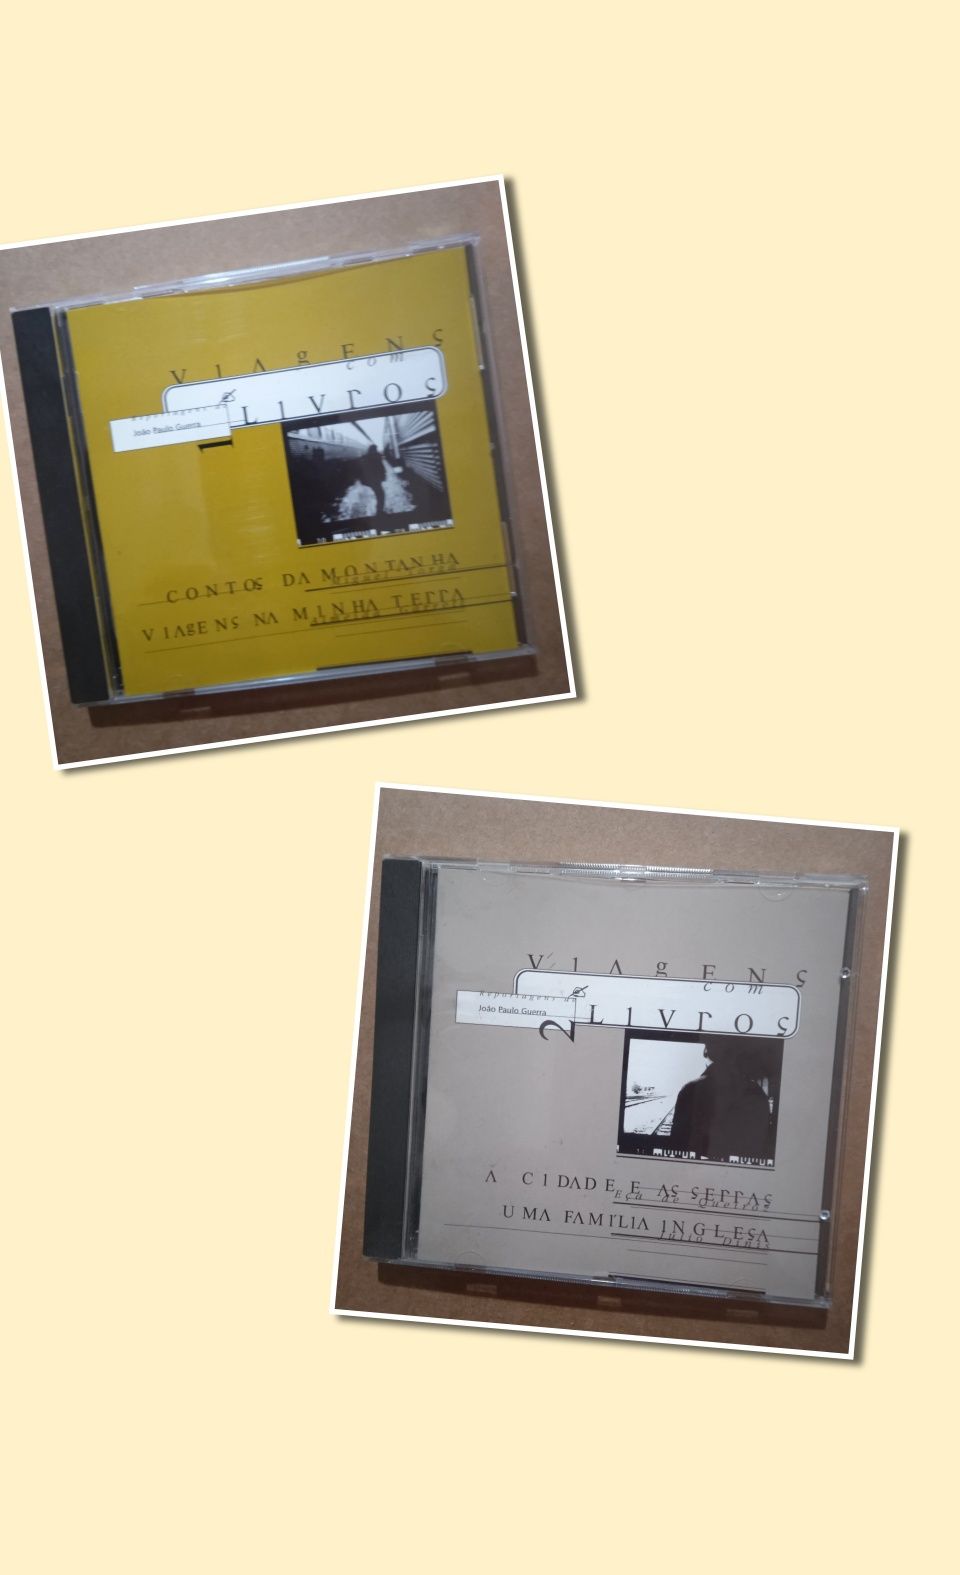 VIAgENS
com
LIVROS
Reportagens de
João Paulo Guerra
1
CONTOS DA MONTANHA
Miguel Torga
VIAgENS NA MINHA TERRA
Almeida Garrett
VIAgENS
com
LIVROS
Reportagens de
João Paulo Guerra
2
A CIDADE E AS SERRAS
Eça de Queiroz
UMA FAMÍLIA INGLESA
Júlio Dinis